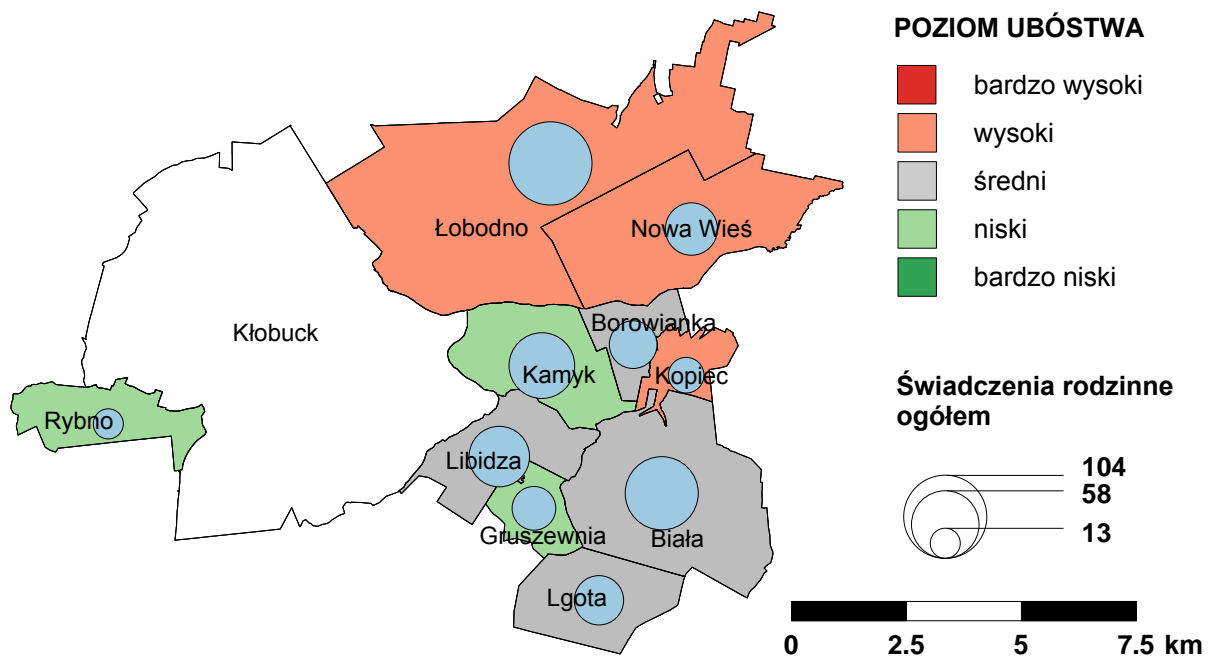 POZIOM UBÓSTWA
bardzo wysoki
wysoki
średni
niski
bardzo niski
Łobodno
Nowa Wieś
Borowianka
Kłobuck
Kamyk
Kopiec
Rybno
Libidza
Gruszewnia
Biała
Lgota
Świadczenia rodzinne
ogółem
104
58
13
0 2.5 5 7.5 km